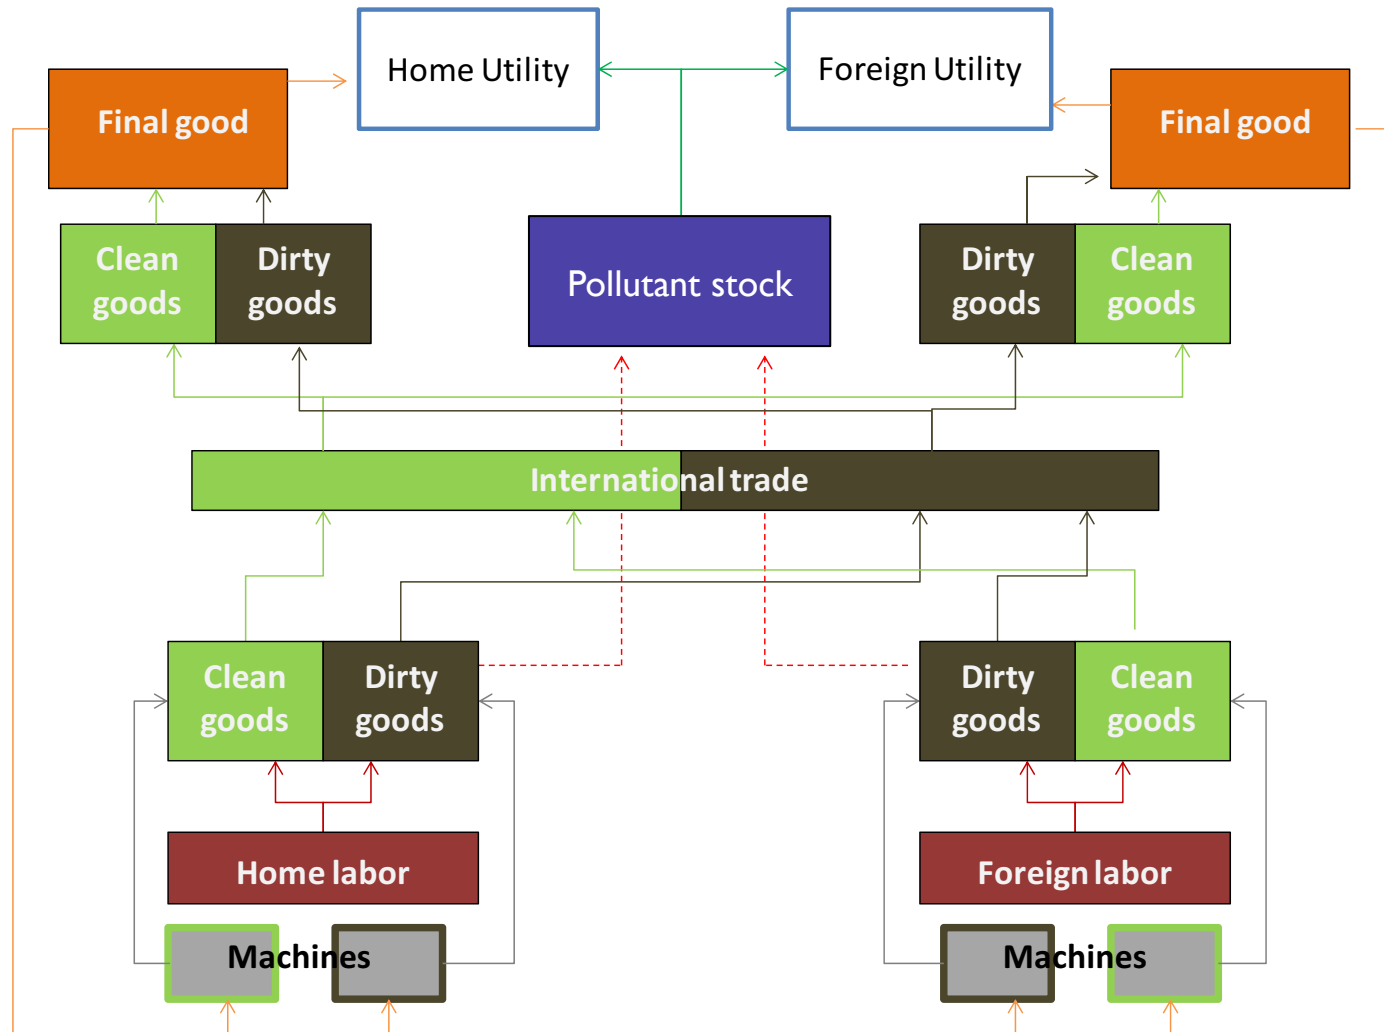 Home Utility
Foreign Utility
Final good
Final good
Clean
goods
Dirty
goods
Pollutant stock
Dirty
goods
Clean
goods
International trade
Clean
goods
Dirty
goods
Dirty
goods
Clean
goods
Home labor
Foreign labor
Machines
Machines